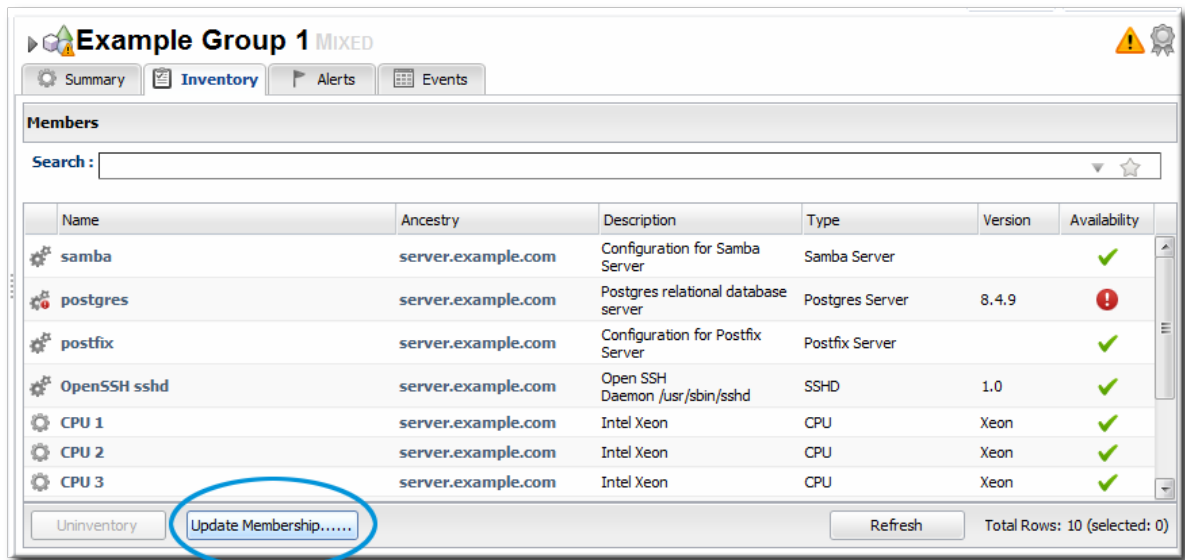 Example Group 1 MIXED
Summary Inventory Alerts Events
Members
Search :
Name Ancestry Description Type Version Availability
samba server.example.com Configuration for Samba Server Samba Server
postgres server.example.com Postgres relational database server Postgres Server 8.4.9
postfix server.example.com Configuration for Postfix Server Postfix Server
OpenSSH sshd server.example.com Open SSH Daemon /usr/sbin/sshd SSHD 1.0
CPU 1 server.example.com Intel Xeon CPU Xeon
CPU 2 server.example.com Intel Xeon CPU Xeon
CPU 3 server.example.com Intel Xeon CPU Xeon
Uninventory Update Membership...... Refresh Total Rows: 10 (selected: 0)